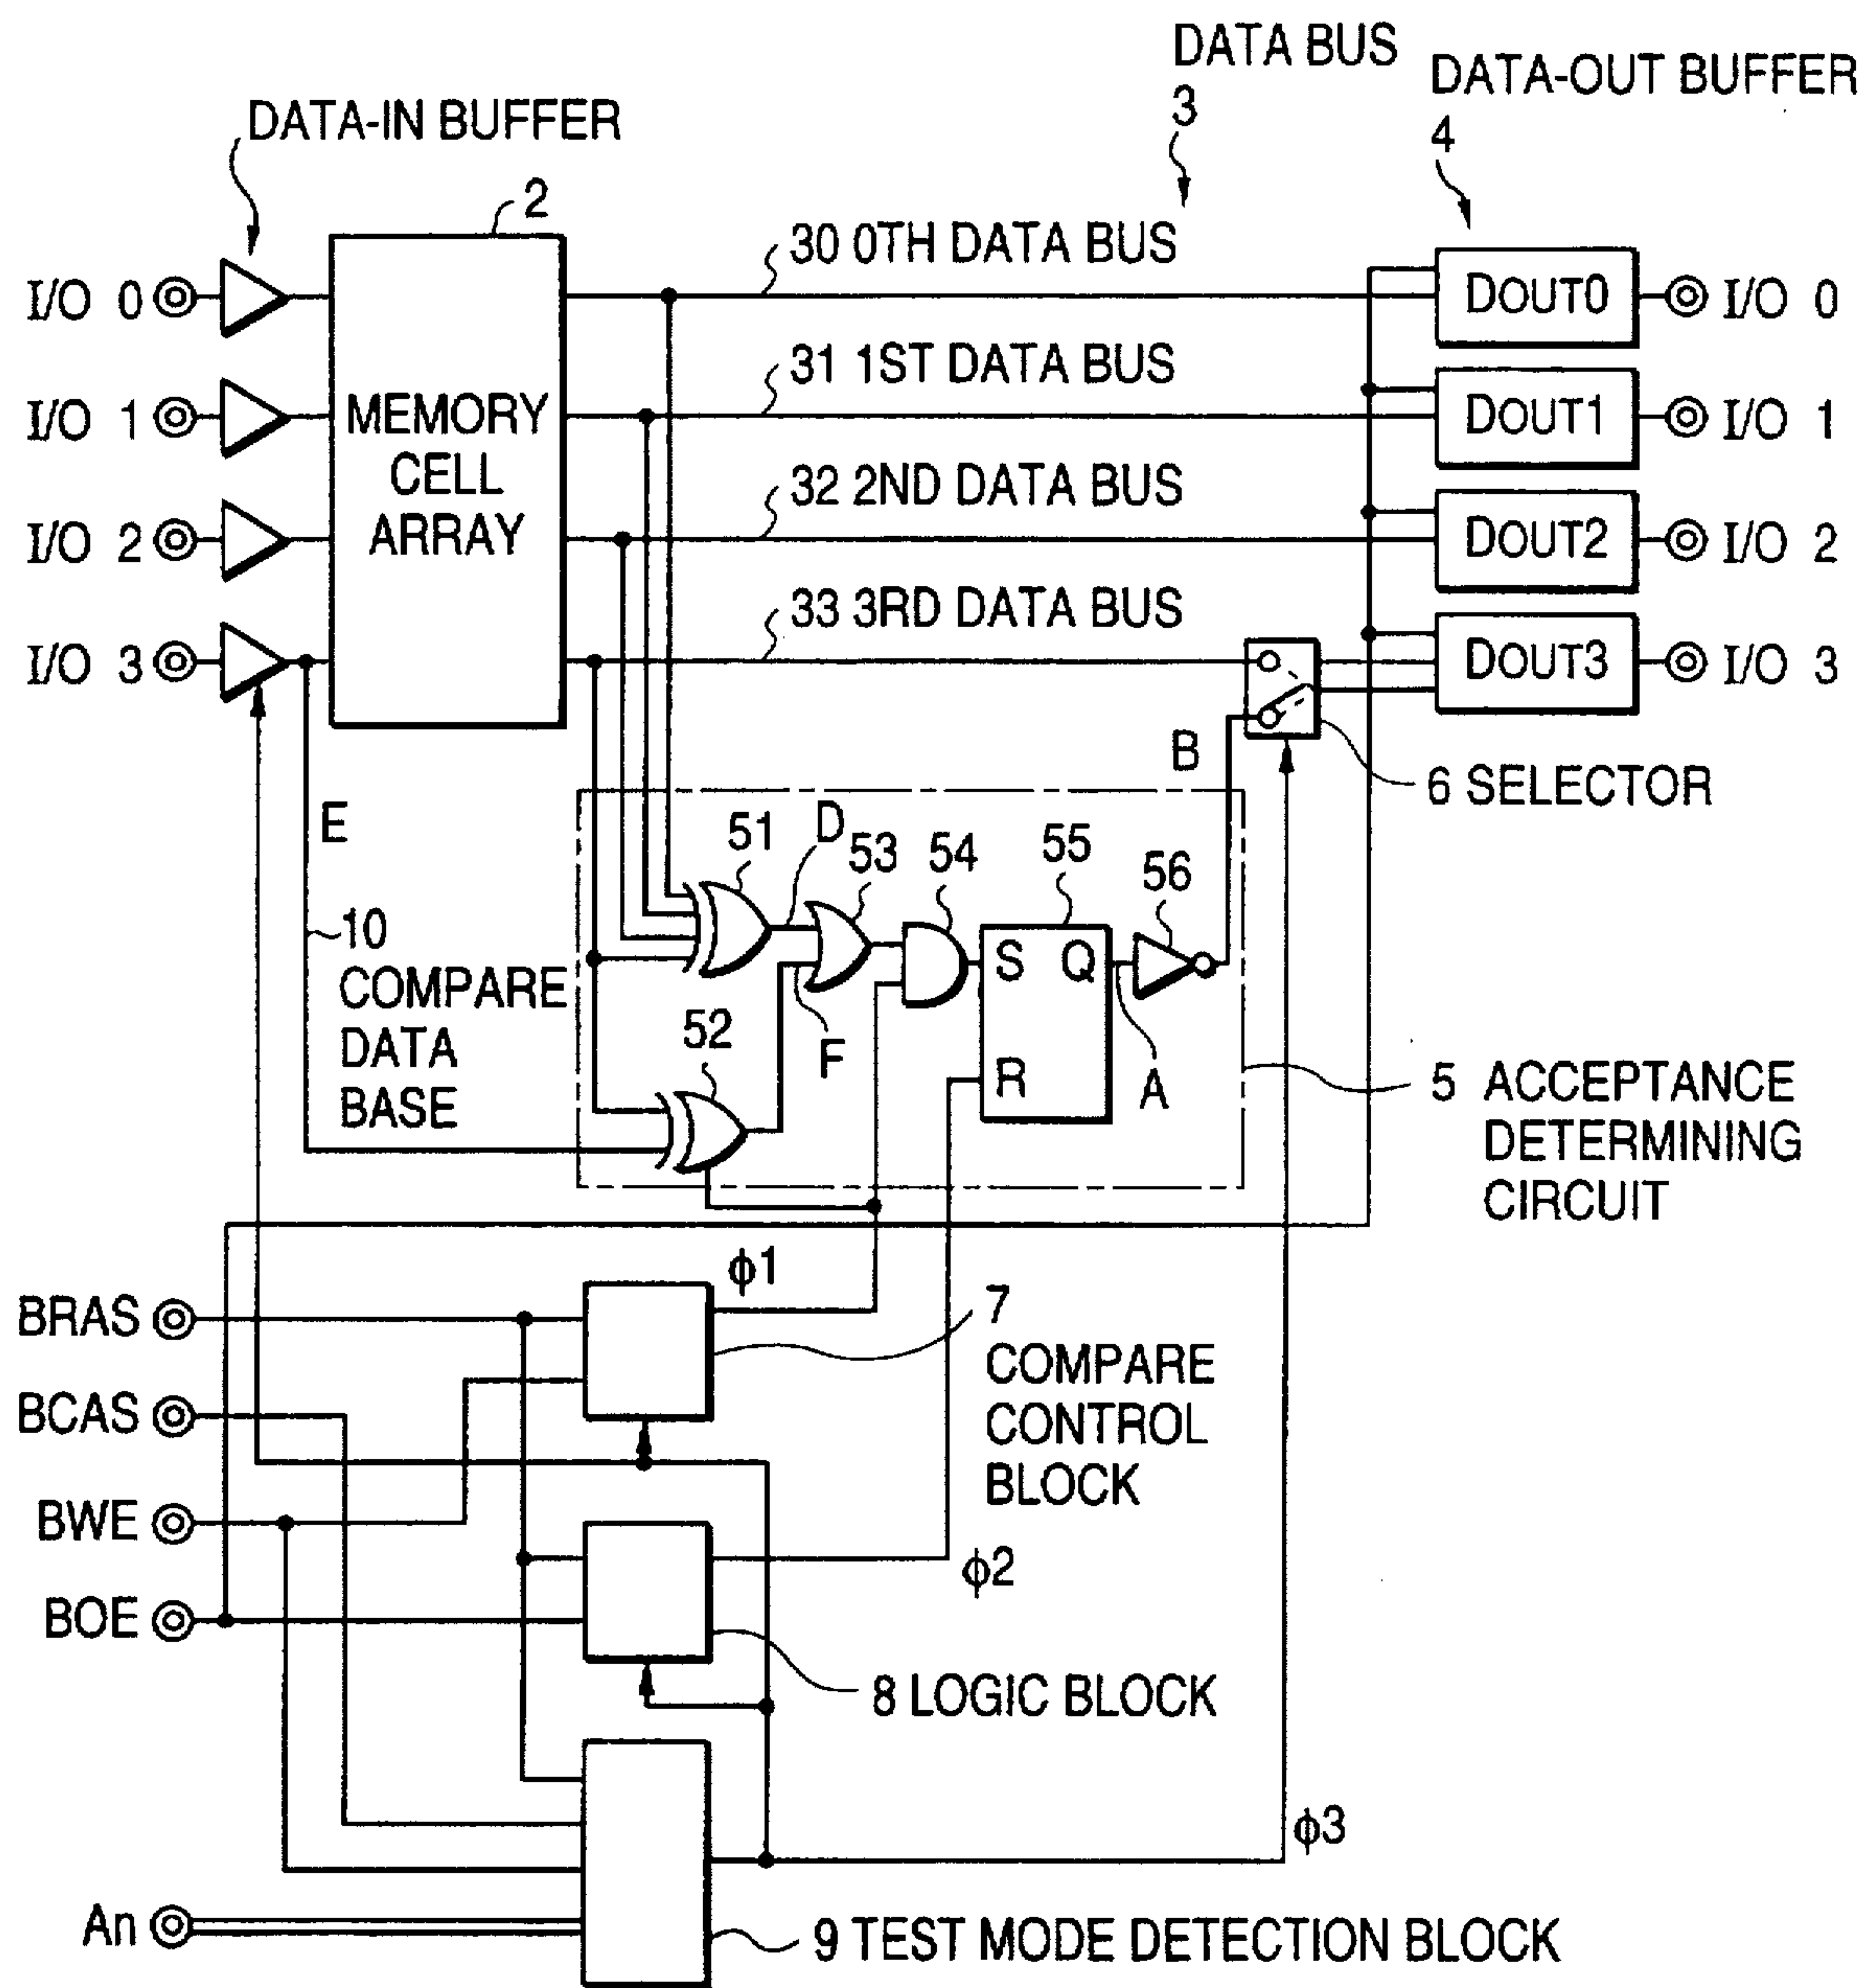 DATA BUS
3
DATA-OUT BUFFER
4
DATA-IN BUFFER
2
30 0TH DATA BUS
I/O 0
DOUT0
I/O 0
31 1ST DATA BUS
I/O 1
MEMORY
CELL
ARRAY
DOUT1
I/O 1
32 2ND DATA BUS
I/O 2
DOUT2
I/O 2
33 3RD DATA BUS
I/O 3
DOUT3
I/O 3
B
6 SELECTOR
E
51
D
53
54
55
56
10
COMPARE
DATA
BASE
S
Q
52
F
R
A
5 ACCEPTANCE
DETERMINING
CIRCUIT
ϕ1
BRAS
7
COMPARE
CONTROL
BLOCK
BCAS
BWE
ϕ2
BOE
8 LOGIC BLOCK
ϕ3
An
9 TEST MODE DETECTION BLOCK